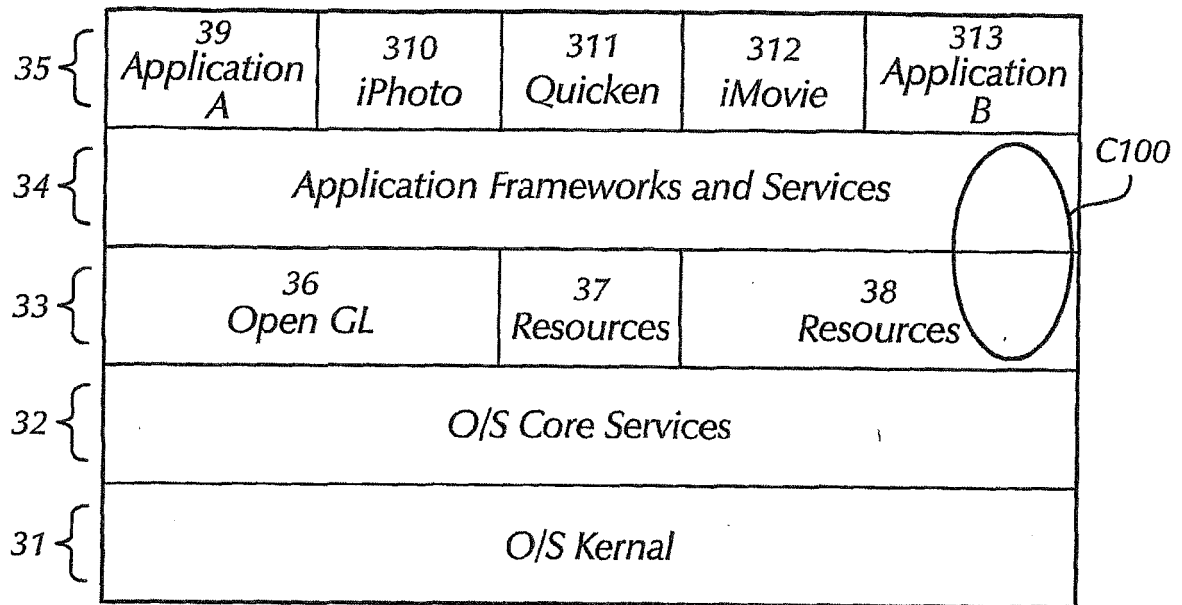 35
39
Application
A
310
iPhoto
311
Quicken
312
iMovie
313
Application
B
34
Application Frameworks and Services
C100
33
36
Open GL
37
Resources
38
Resources
32
O/S Core Services
31
O/S Kernal